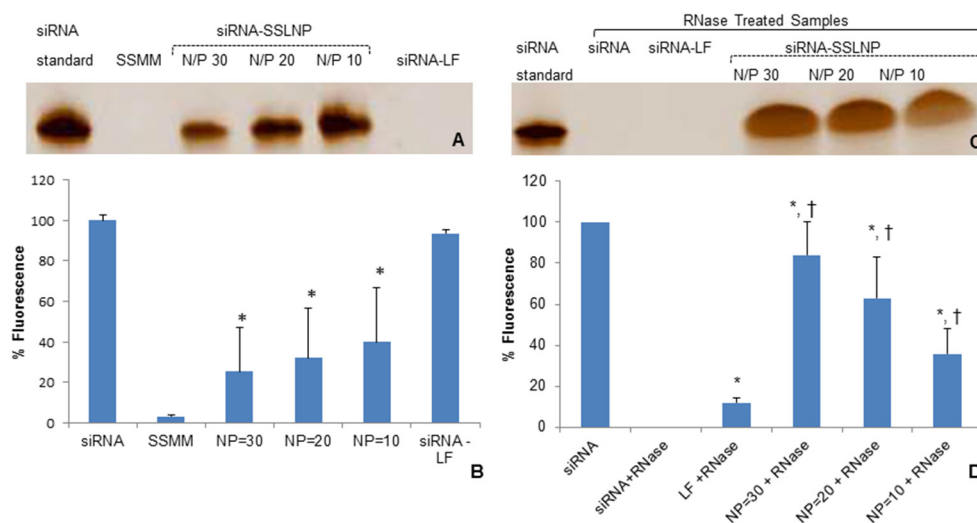 siRNA
standard
SSMM
siRNA-SSLNP
N/P 30
N/P 20
N/P 10
siRNA-LF
A
120
100
80
60
40
20
0
% Fluorescence
*
*
*
siRNA
SSMM
NP=30
NP=20
NP=10
siRNA -
LF
B
RNase Treated Samples
siRNA
standard
siRNA
siRNA-LF
siRNA-SSLNP
N/P 30
N/P 20
N/P 10
C
120
100
80
60
40
20
0
% Fluorescence
*
*, †
*, †
*, †
siRNA
siRNA+RNase
LF +RNase
NP=30 + RNase
NP=20 + RNase
NP=10 + RNase
D